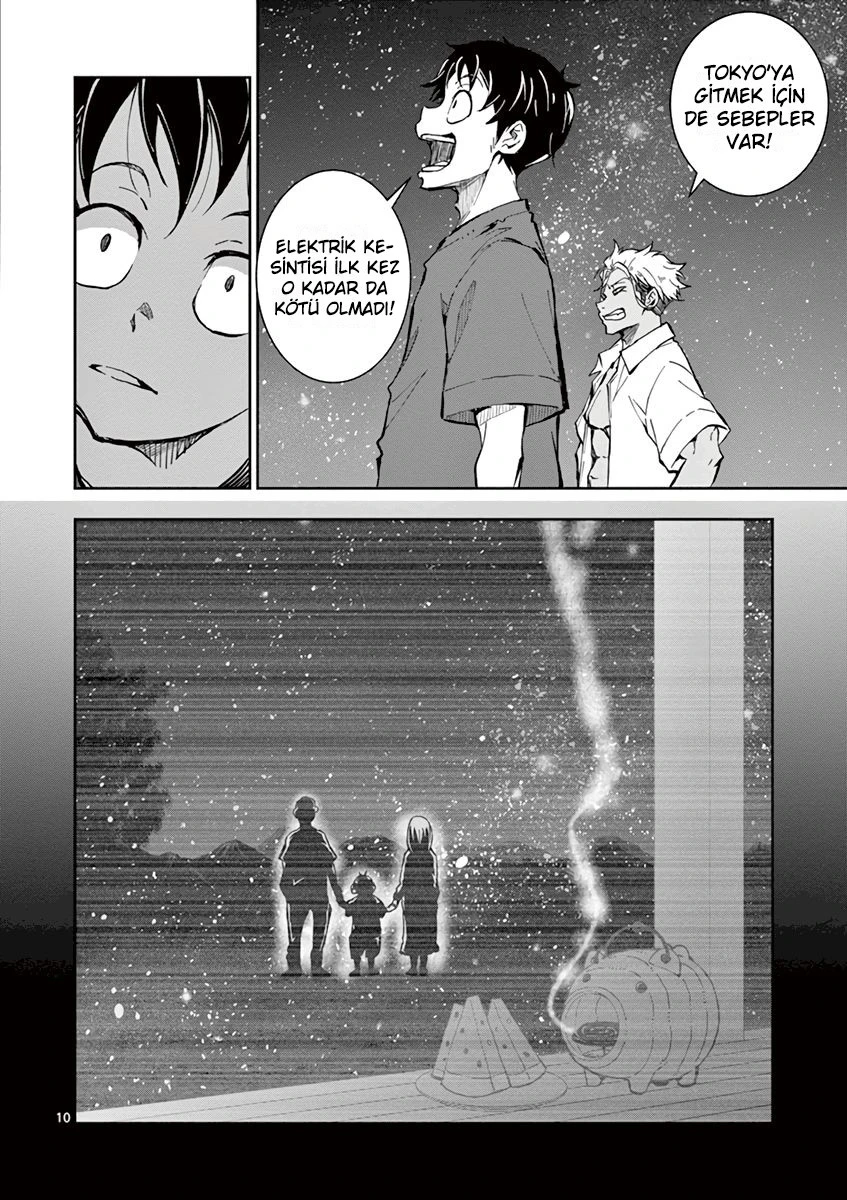 TOKYO'YA
GİTMEK İÇİN
DE SEBEPLER
VAR!
ELEKTRİK KE-
SİNTİSİ İLK KEZ
O KADAR DA
KÖTÜ OLMADI!
10